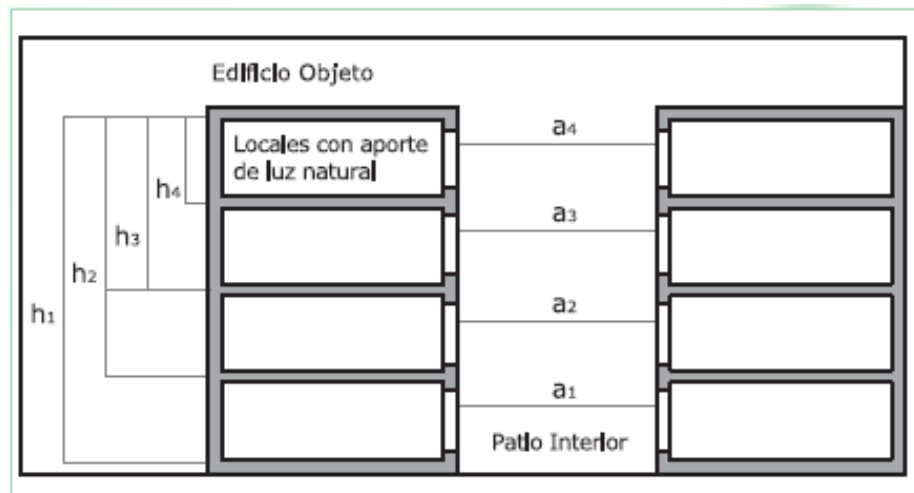 Edificio Objeto
Locales con aporte
de luz natural
h4
h3
h2
h1
a4
a3
a2
a1
Patio Interior